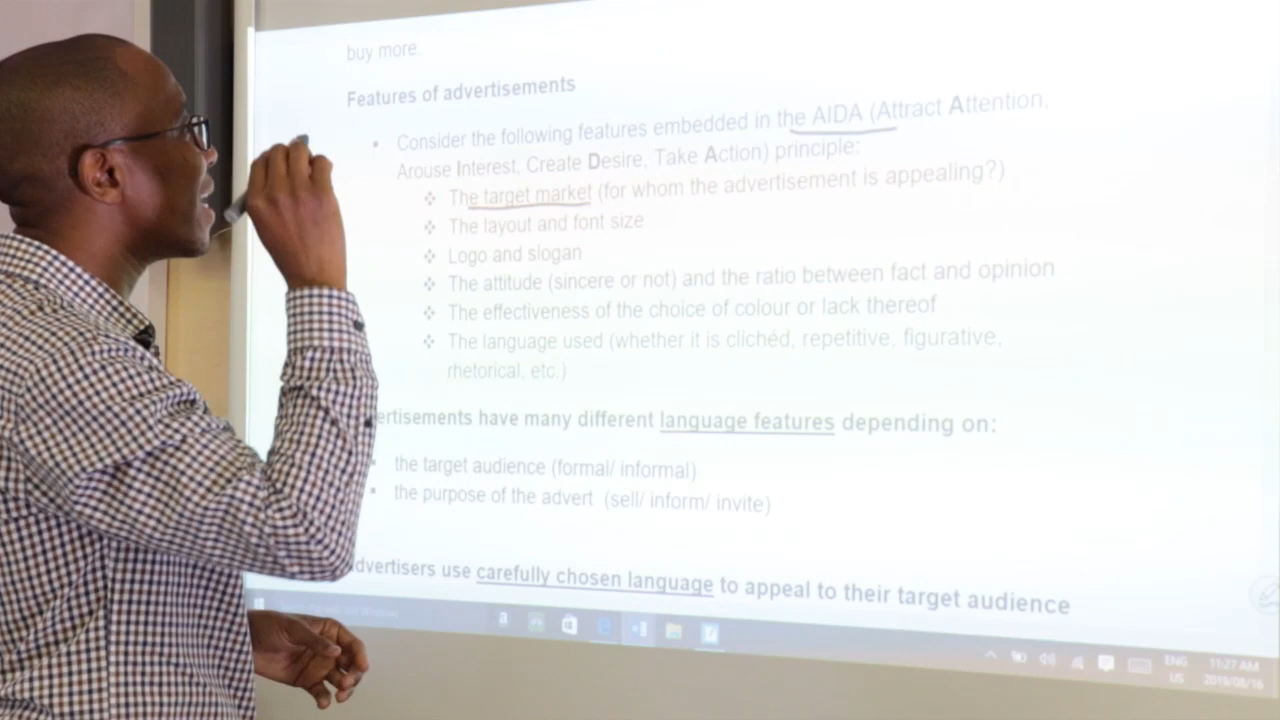 buy more.
Features of advertisements
▪ Consider the following features embedded in the AIDA (Attract Attention,
Arouse Interest, Create Desire, Take Action) principle:
❖ The target market (for whom the advertisement is appealing?)
❖ The layout and font size
❖ Logo and slogan
❖ The attitude (sincere or not) and the ratio between fact and opinion
❖ The effectiveness of the choice of colour or lack thereof
❖ The language used (whether it is clichéd, repetitive, figurative,
rhetorical, etc.)
ertisements have many different language features depending on:
▪ the target audience (formal/ informal)
▪ the purpose of the advert (sell/ inform/ invite)
dvertisers use carefully chosen language to appeal to their target audience
ENG 11:27 AM
US 2019/08/16